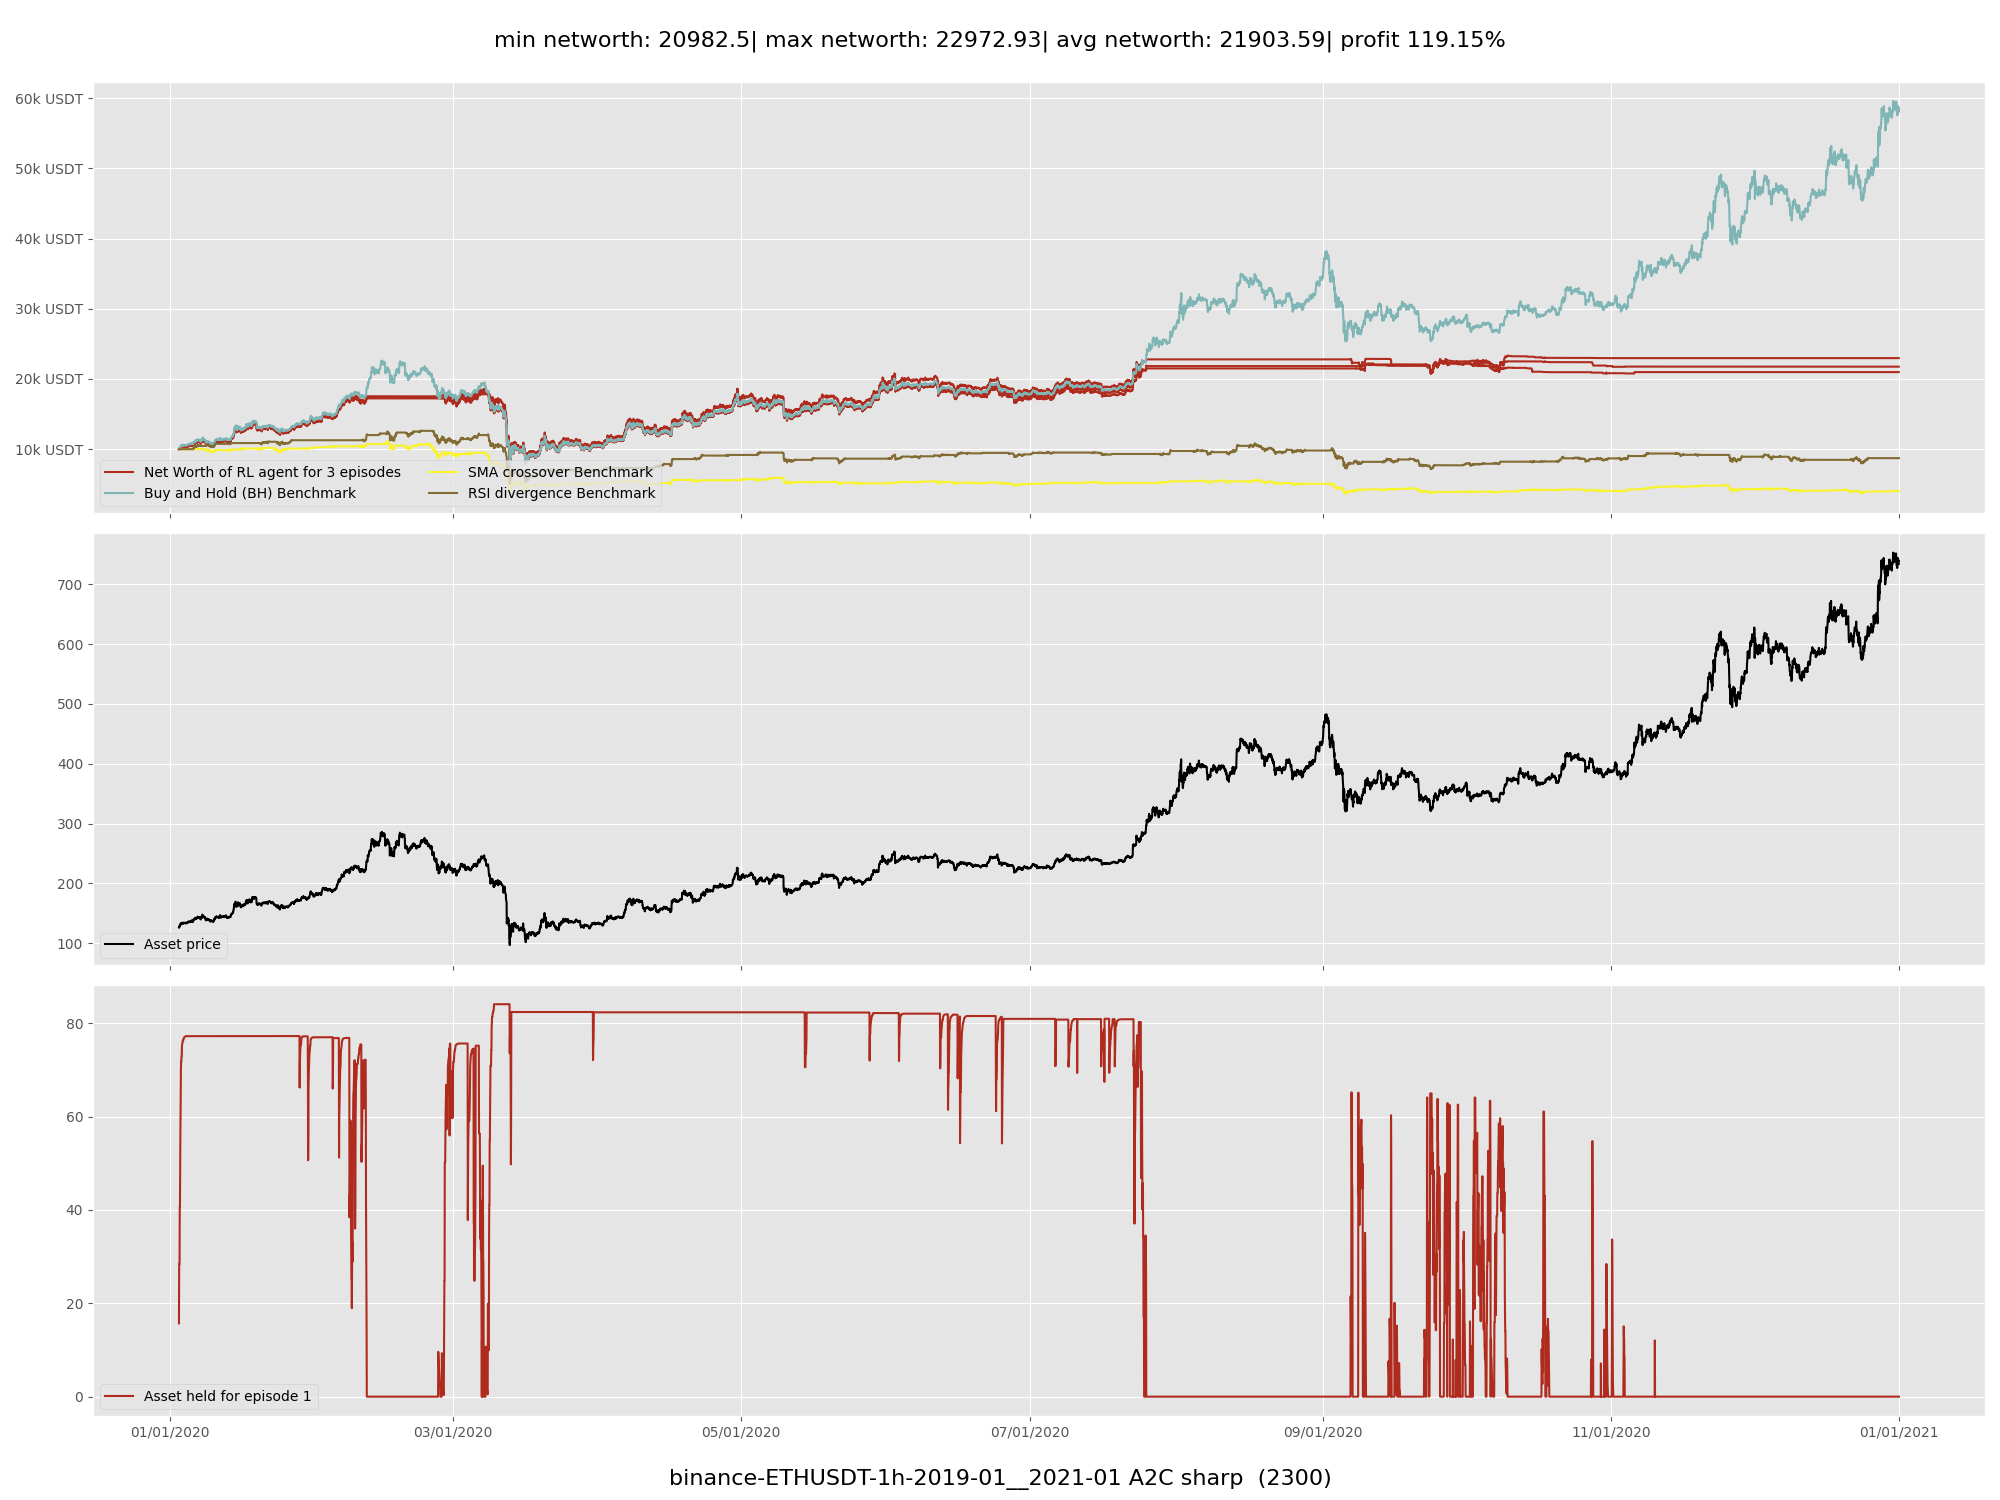 min networth: 20982.5| max networth: 22972.93| avg networth: 21903.59| profit 119.15%
60k USDT
50k USDT
40k USDT
30k USDT
20k USDT
10k USDT
Net Worth of RL agent for 3 episodes
Buy and Hold (BH) Benchmark
SMA crossover Benchmark
RSI divergence Benchmark
700
600
500
400
300
200
100
Asset price
80
60
40
20
0
Asset held for episode 1
01/01/2020 03/01/2020 05/01/2020 07/01/2020 09/01/2020 11/01/2020 01/01/2021
binance-ETHUSDT-1h-2019-01__2021-01 A2C sharp (2300)